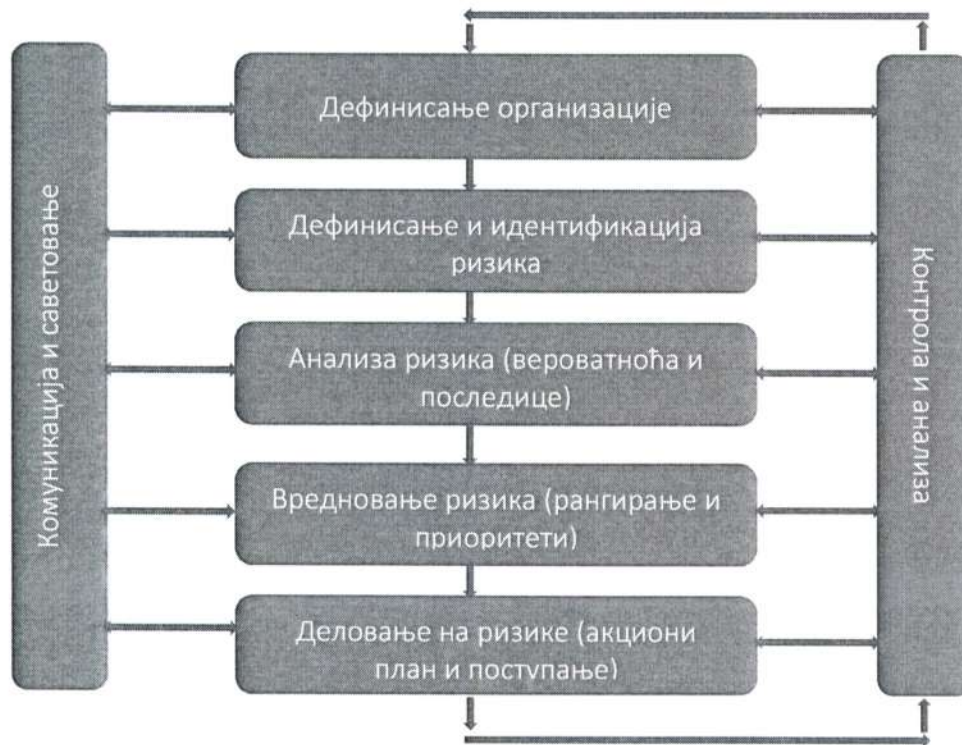 Комуникација и саветовање
Дефинисање организације
Дефинисање и идентификација
ризика
Анализа ризика (вероватноћа и
последице)
Вредновање ризика (рангирање и
приоритети)
Деловање на ризике (акциони
план и поступање)
Контрола и анализа